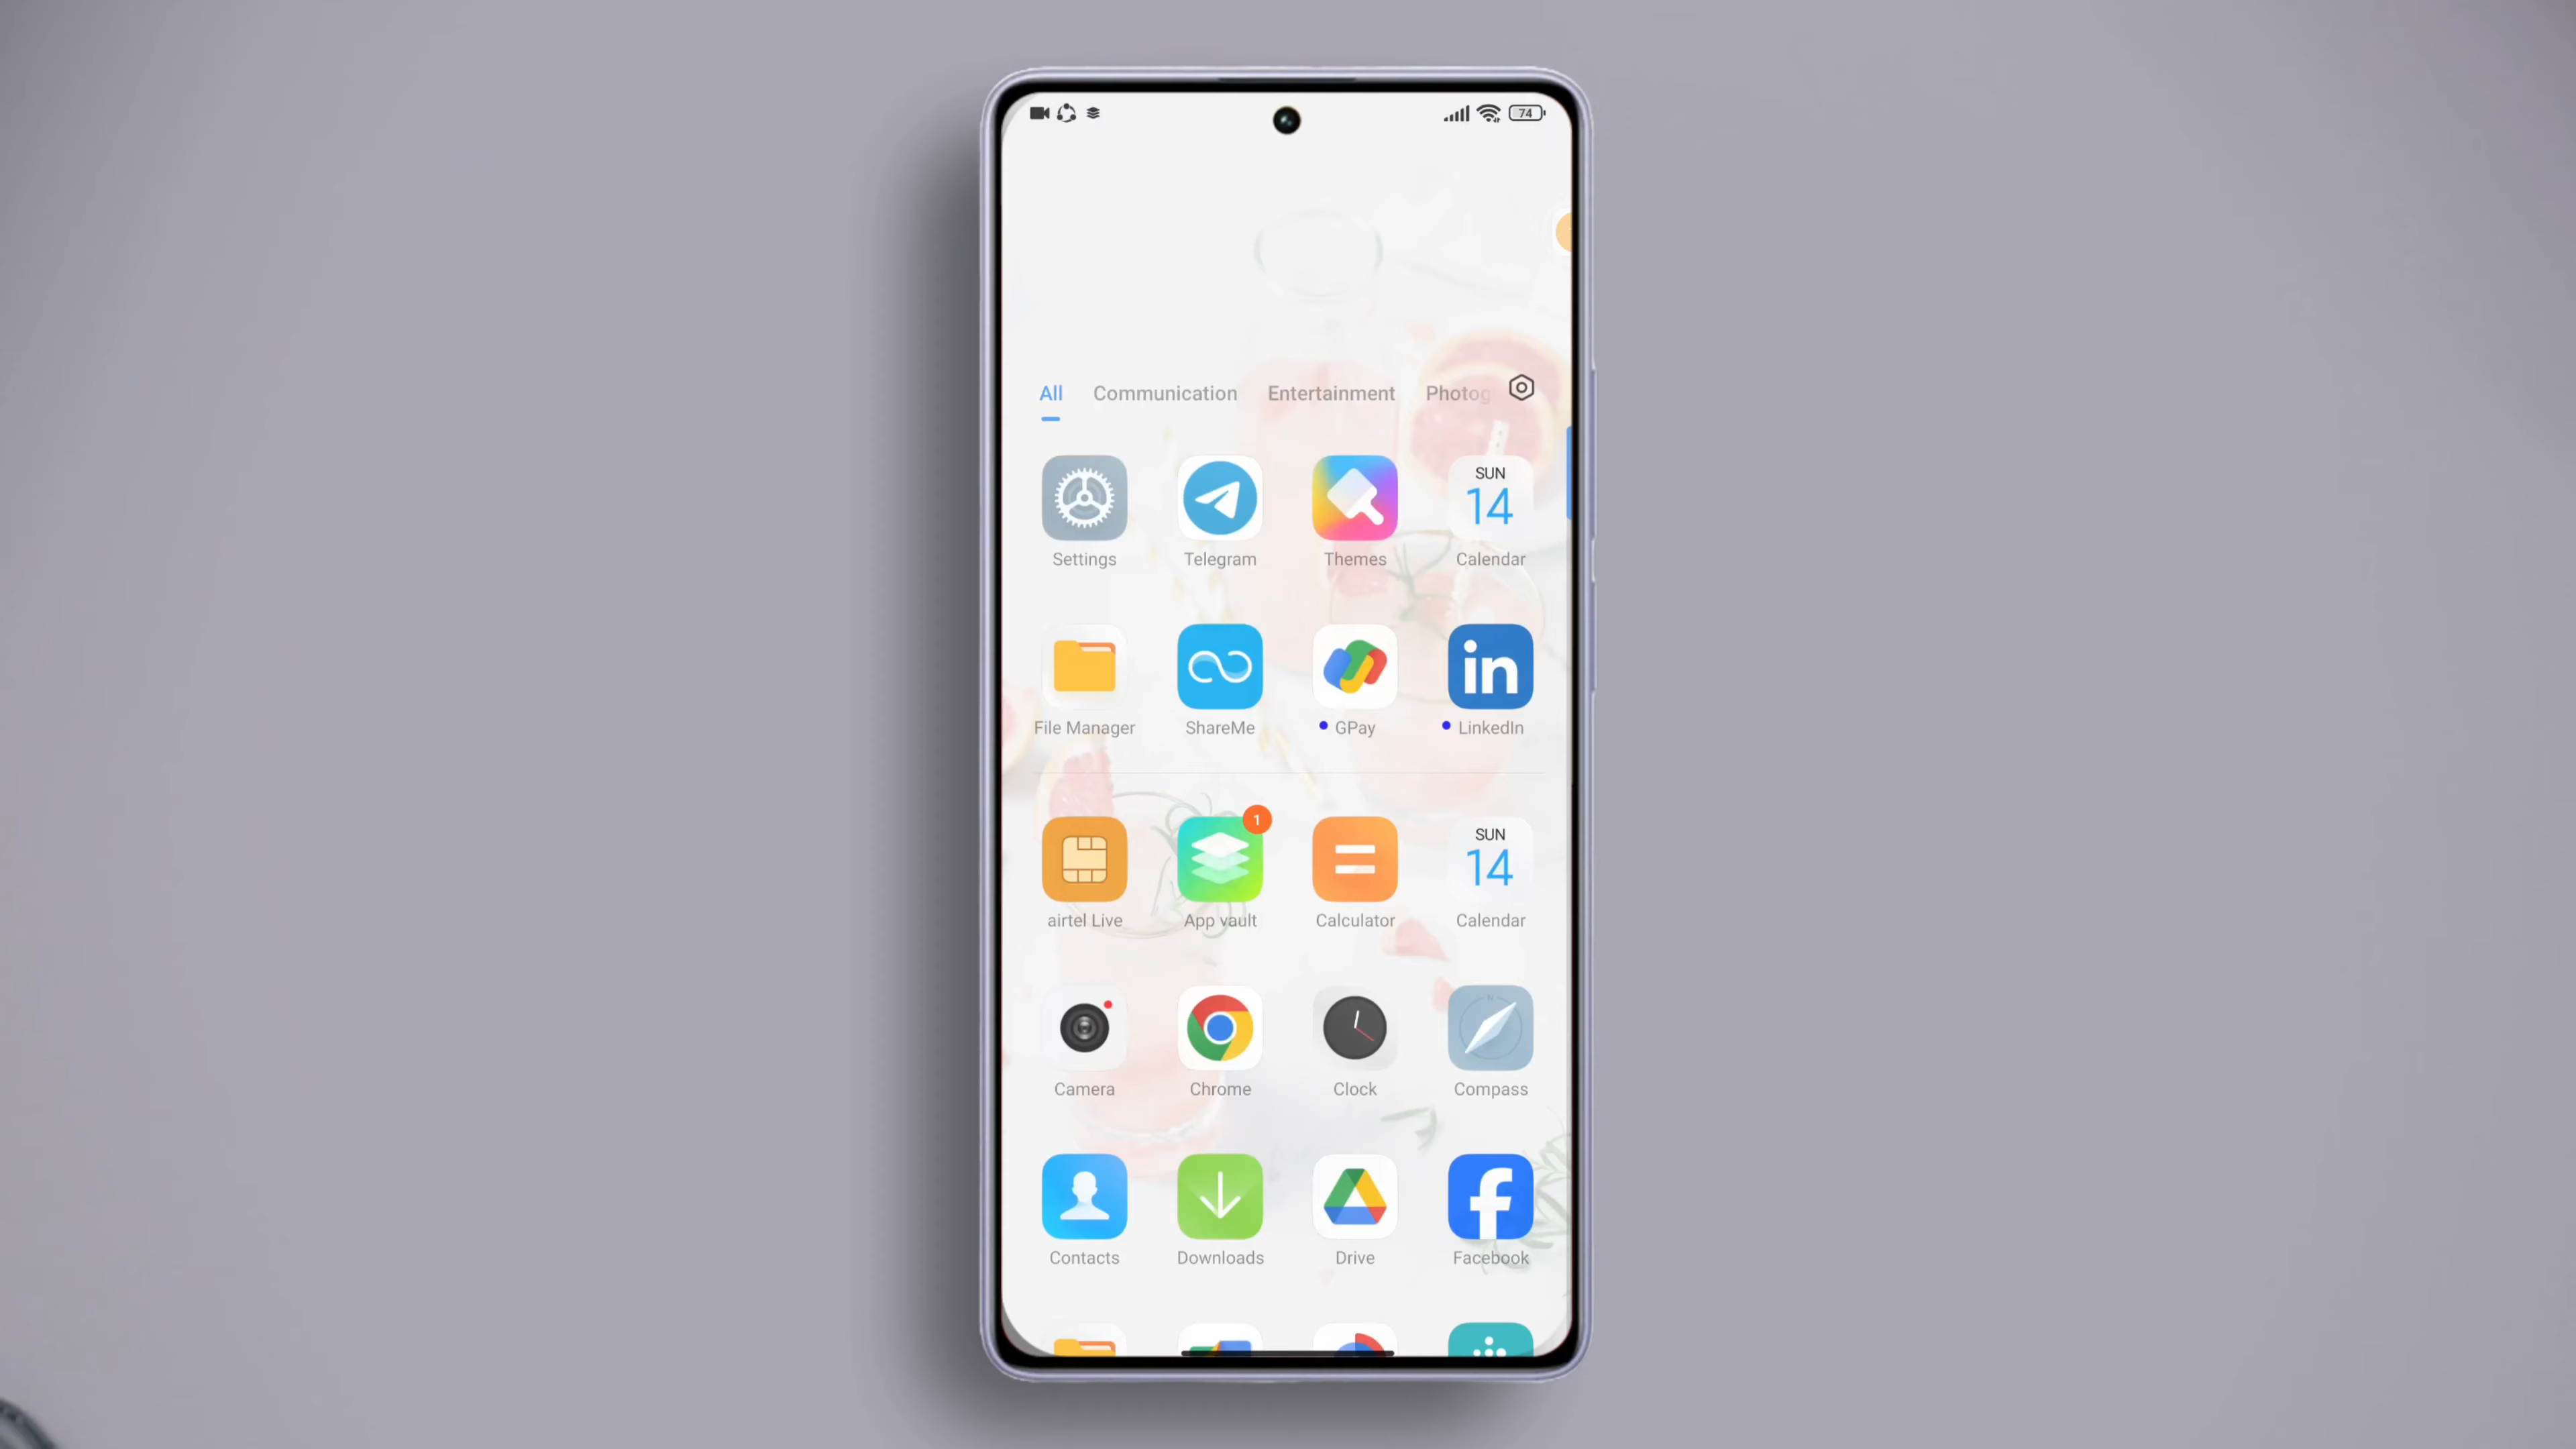 74
All Communication Entertainment Photog
SUN
14
Settings Telegram Themes Calendar
in
File Manager ShareMe GPay LinkedIn
1
SUN
14
airtel Live App vault Calculator Calendar
N
Camera Chrome Clock Compass
f
Contacts Downloads Drive Facebook